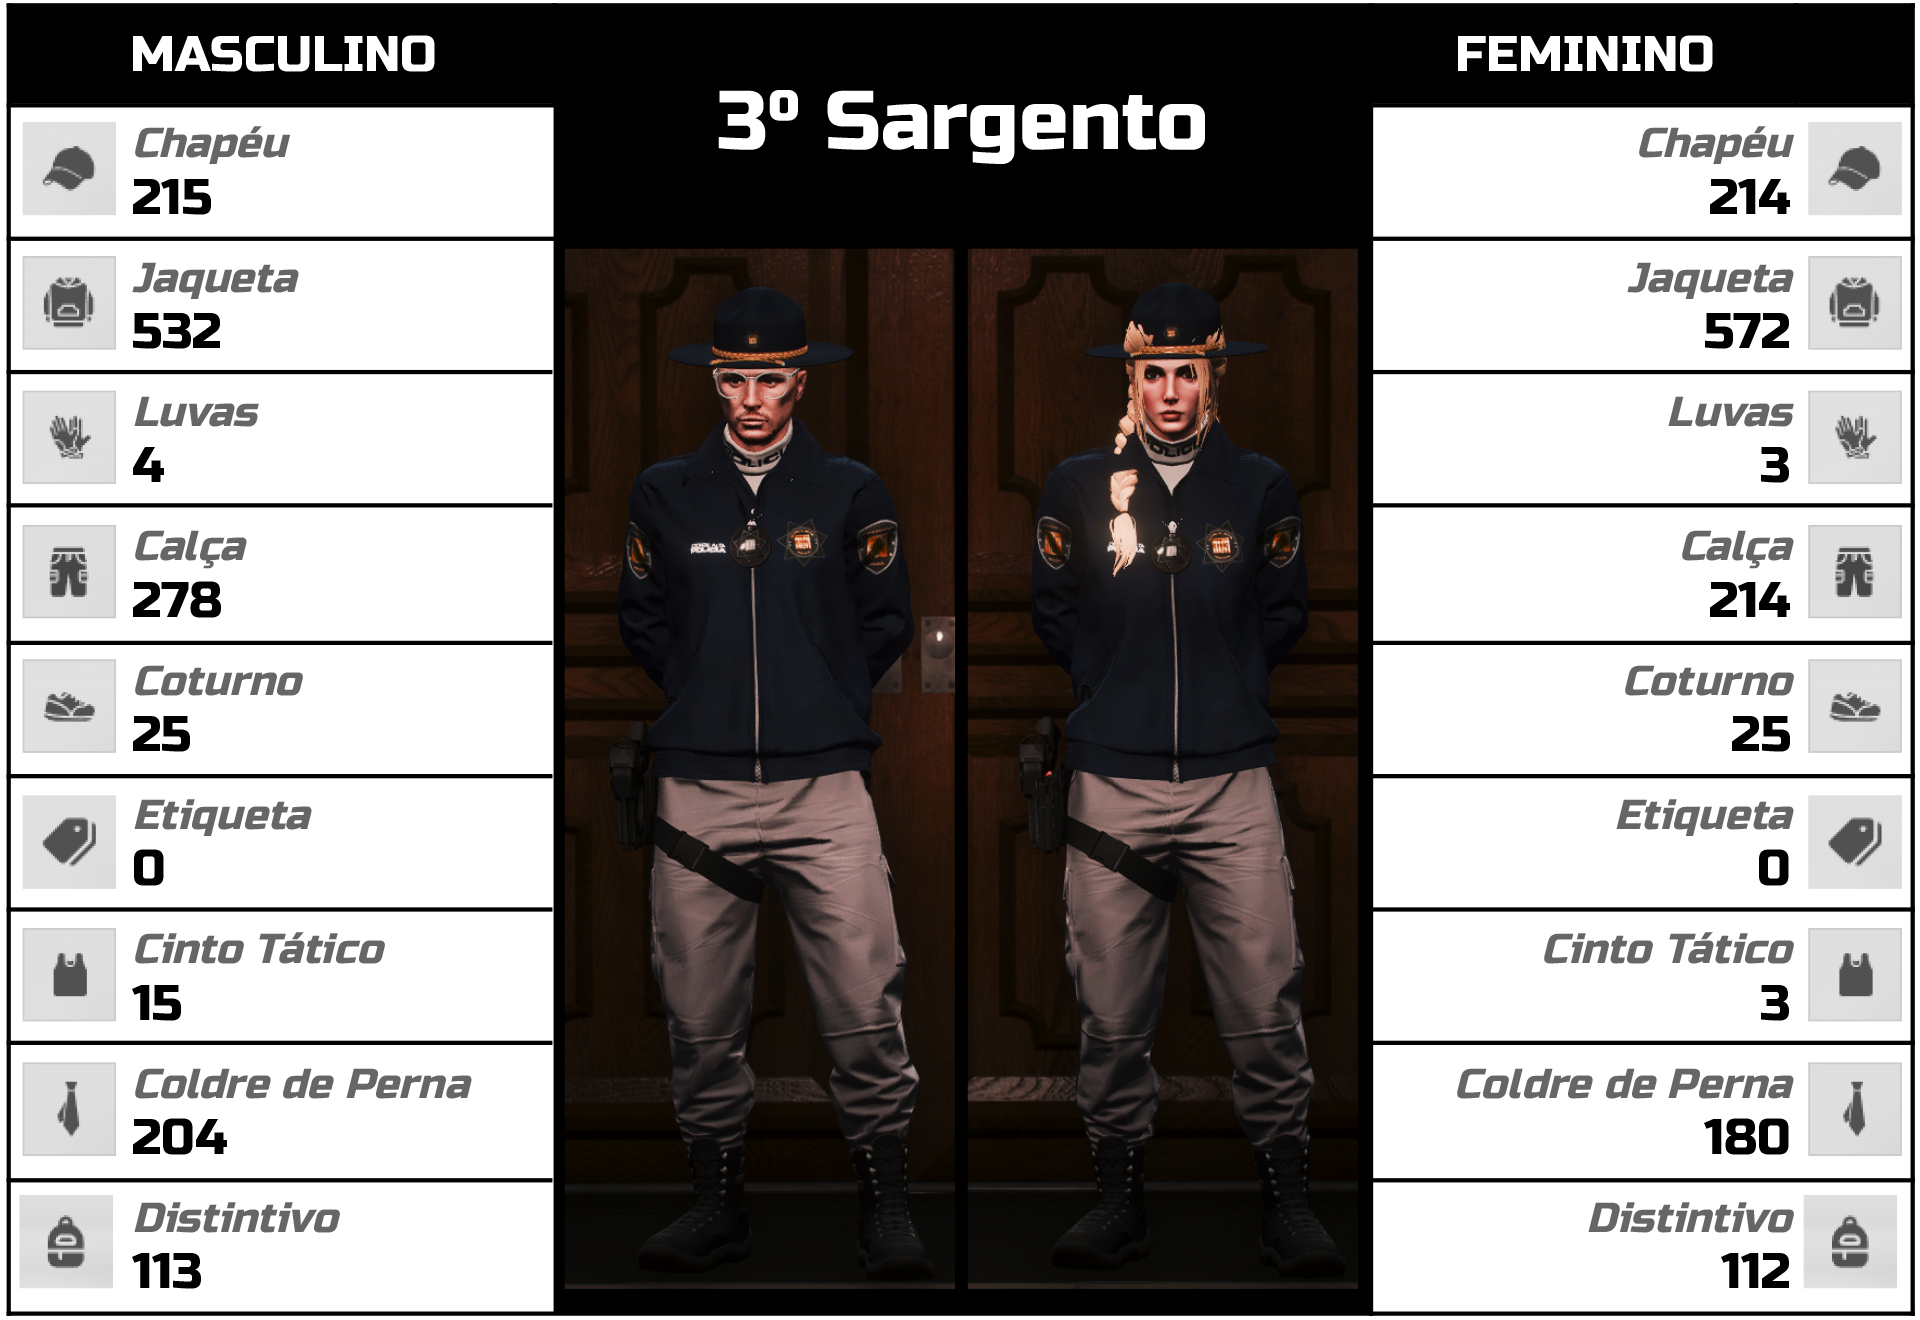 MASCULINO
3º Sargento
FEMININO
Chapéu
215
Jaqueta
532
Luvas
4
Calça
278
Coturno
25
Etiqueta
0
Cinto Tático
15
Coldre de Perna
204
Distintivo
113
POLICIA
Chapéu
214
Jaqueta
572
Luvas
3
Calça
214
Coturno
25
Etiqueta
0
Cinto Tático
3
Coldre de Perna
180
Distintivo
112